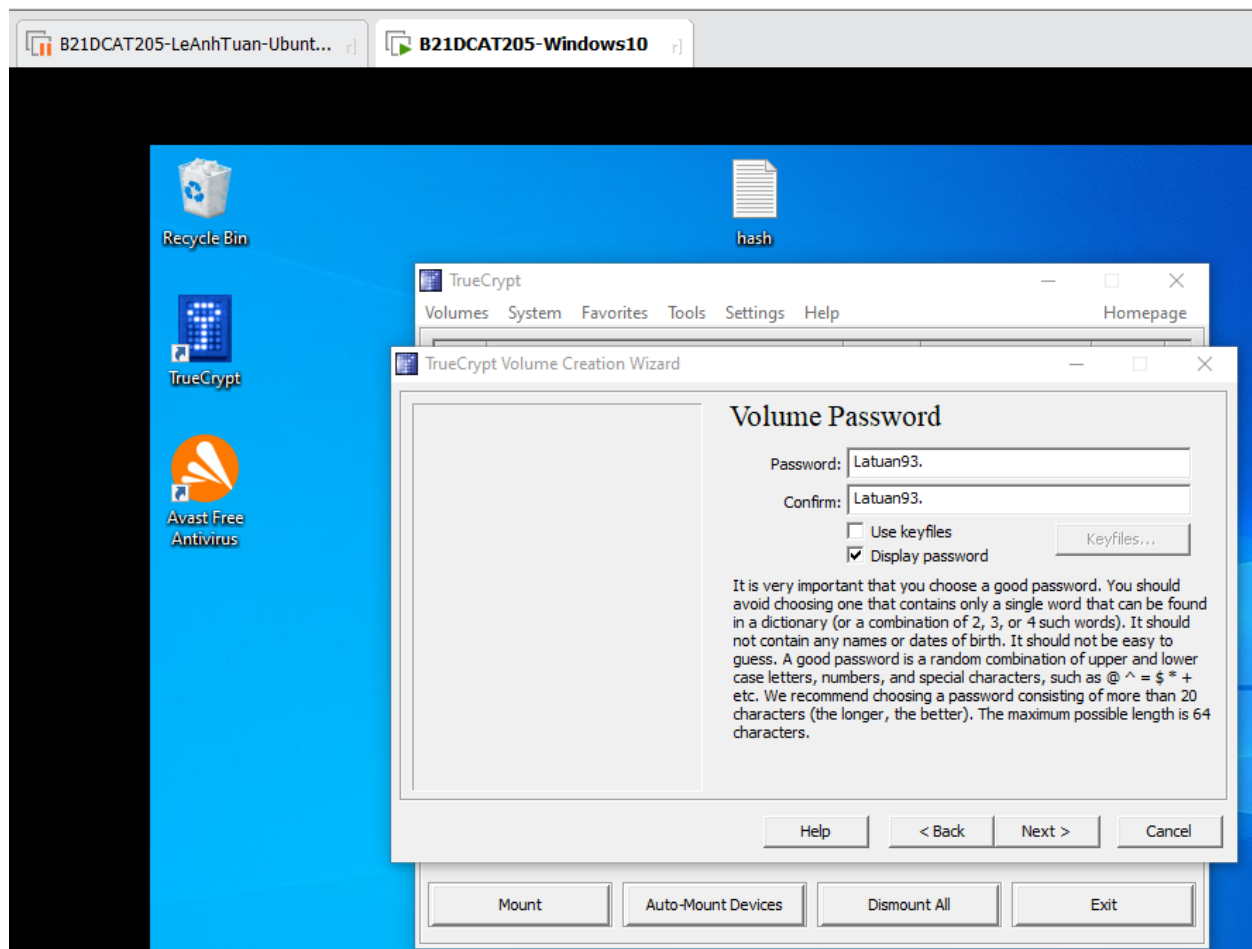 B21DCAT205-LeAnhTuan-Ubunt... r]
B21DCAT205-Windows10 r]
Recycle Bin
hash
TrueCrypt
Avast Free
Antivirus
TrueCrypt
Volumes System Favorites Tools Settings Help Homepage
TrueCrypt Volume Creation Wizard
Volume Password
Password: Latuan93.
Confirm: Latuan93.
Use keyfiles
Keyfiles...
Display password
It is very important that you choose a good password. You should
avoid choosing one that contains only a single word that can be found
in a dictionary (or a combination of 2, 3, or 4 such words). It should
not contain any names or dates of birth. It should not be easy to
guess. A good password is a random combination of upper and lower
case letters, numbers, and special characters, such as @ ^ = $ * +
etc. We recommend choosing a password consisting of more than 20
characters (the longer, the better). The maximum possible length is 64
characters.
Help < Back Next > Cancel
Mount Auto-Mount Devices Dismount All Exit